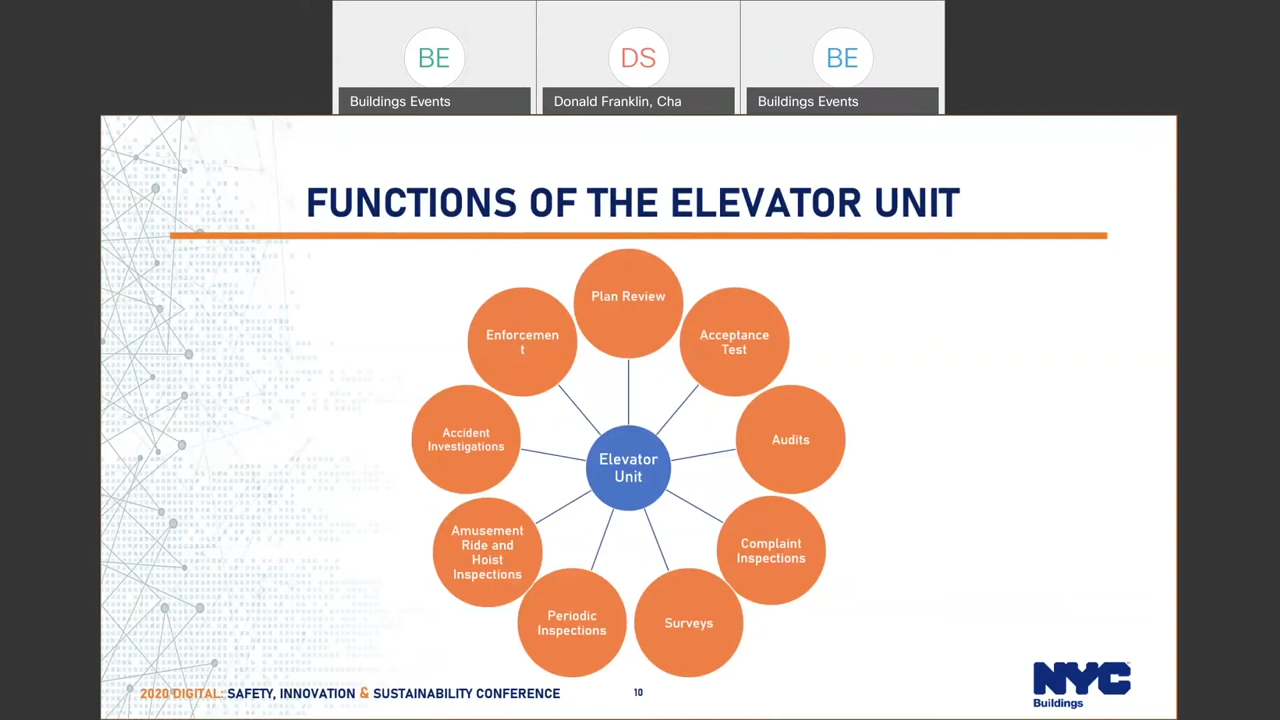 BE
DS
BE
Buildings Events
Donald Franklin, Cha
Buildings Events
FUNCTIONS OF THE ELEVATOR UNIT
Plan Review
Acceptance
Test
Audits
Complaint
Inspections
Surveys
Periodic
Inspections
Amusement
Ride and
Hoist
Inspections
Accident
Investigations
Enforcemen
t
Elevator
Unit
2020 DIGITAL: SAFETY, INNOVATION & SUSTAINABILITY CONFERENCE
10
NYC
Buildings